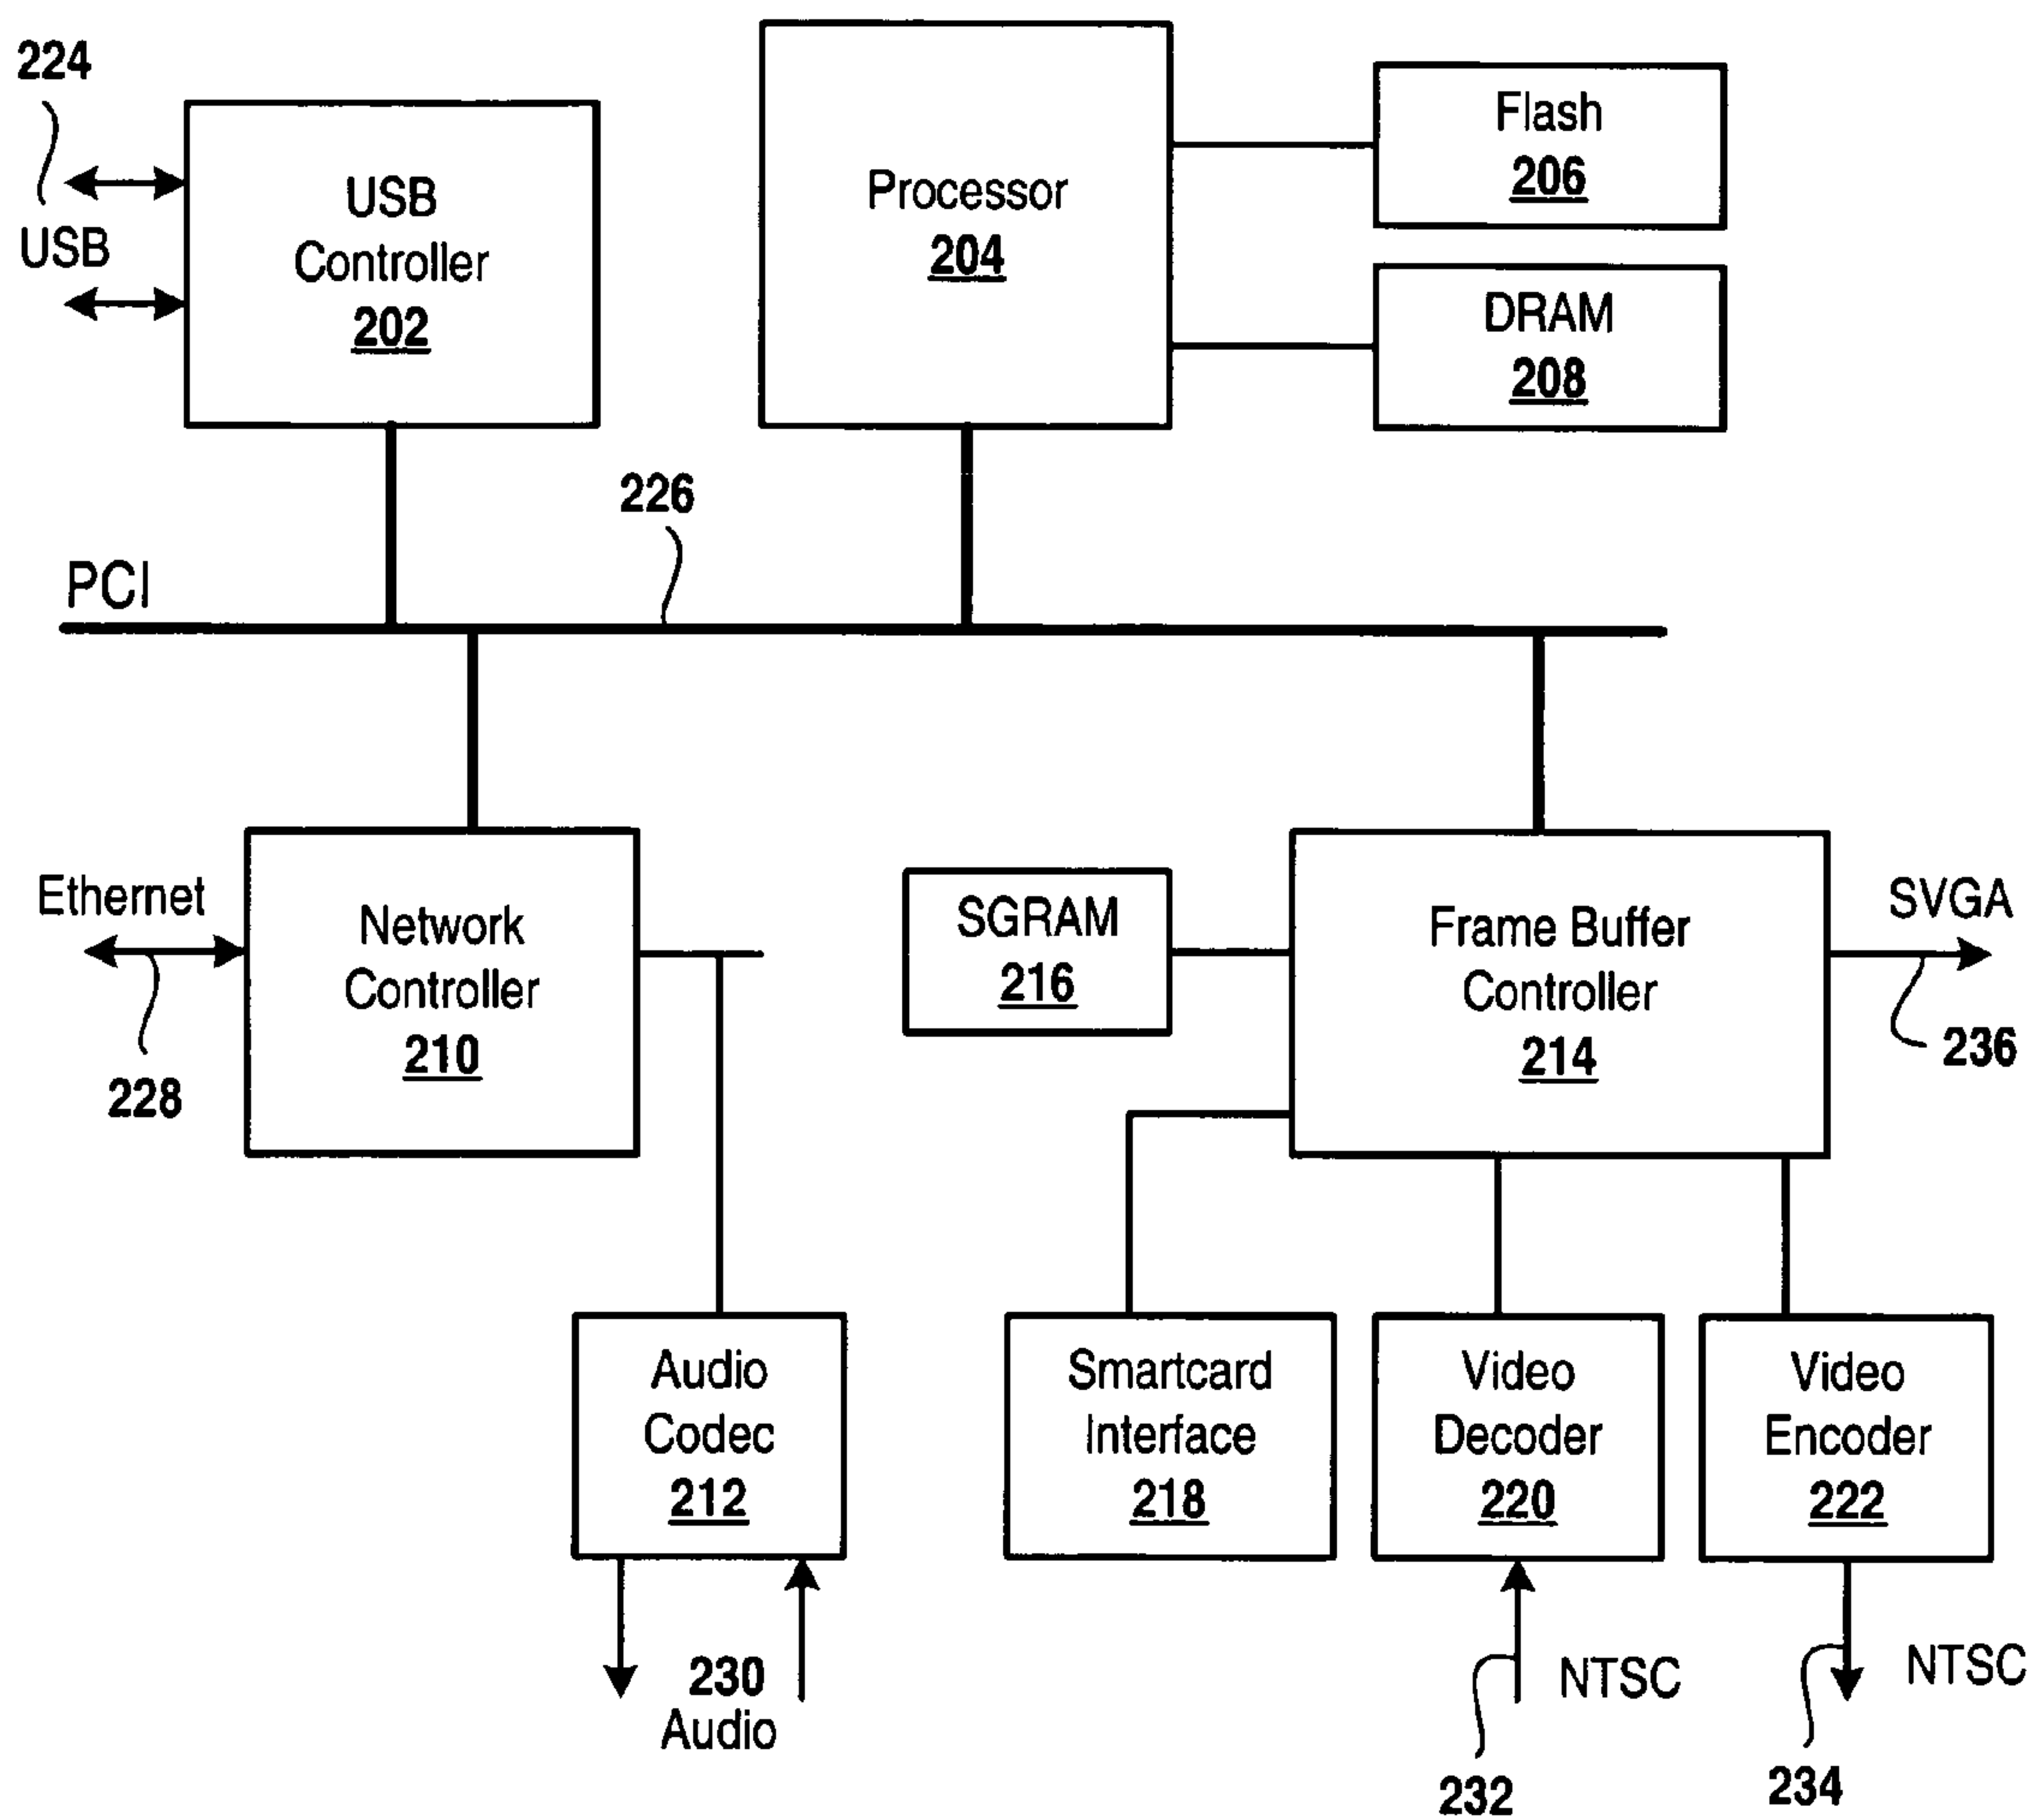 224
USB
USB
Controller
202
Processor
204
Flash
206
DRAM
208
226
PCI
Ethernet
228
Network
Controller
210
SGRAM
216
Frame Buffer
Controller
214
SVGA
236
Audio
Codec
212
Smartcard
Interface
218
Video
Decoder
220
Video
Encoder
222
230
Audio
232
NTSC
234
NTSC